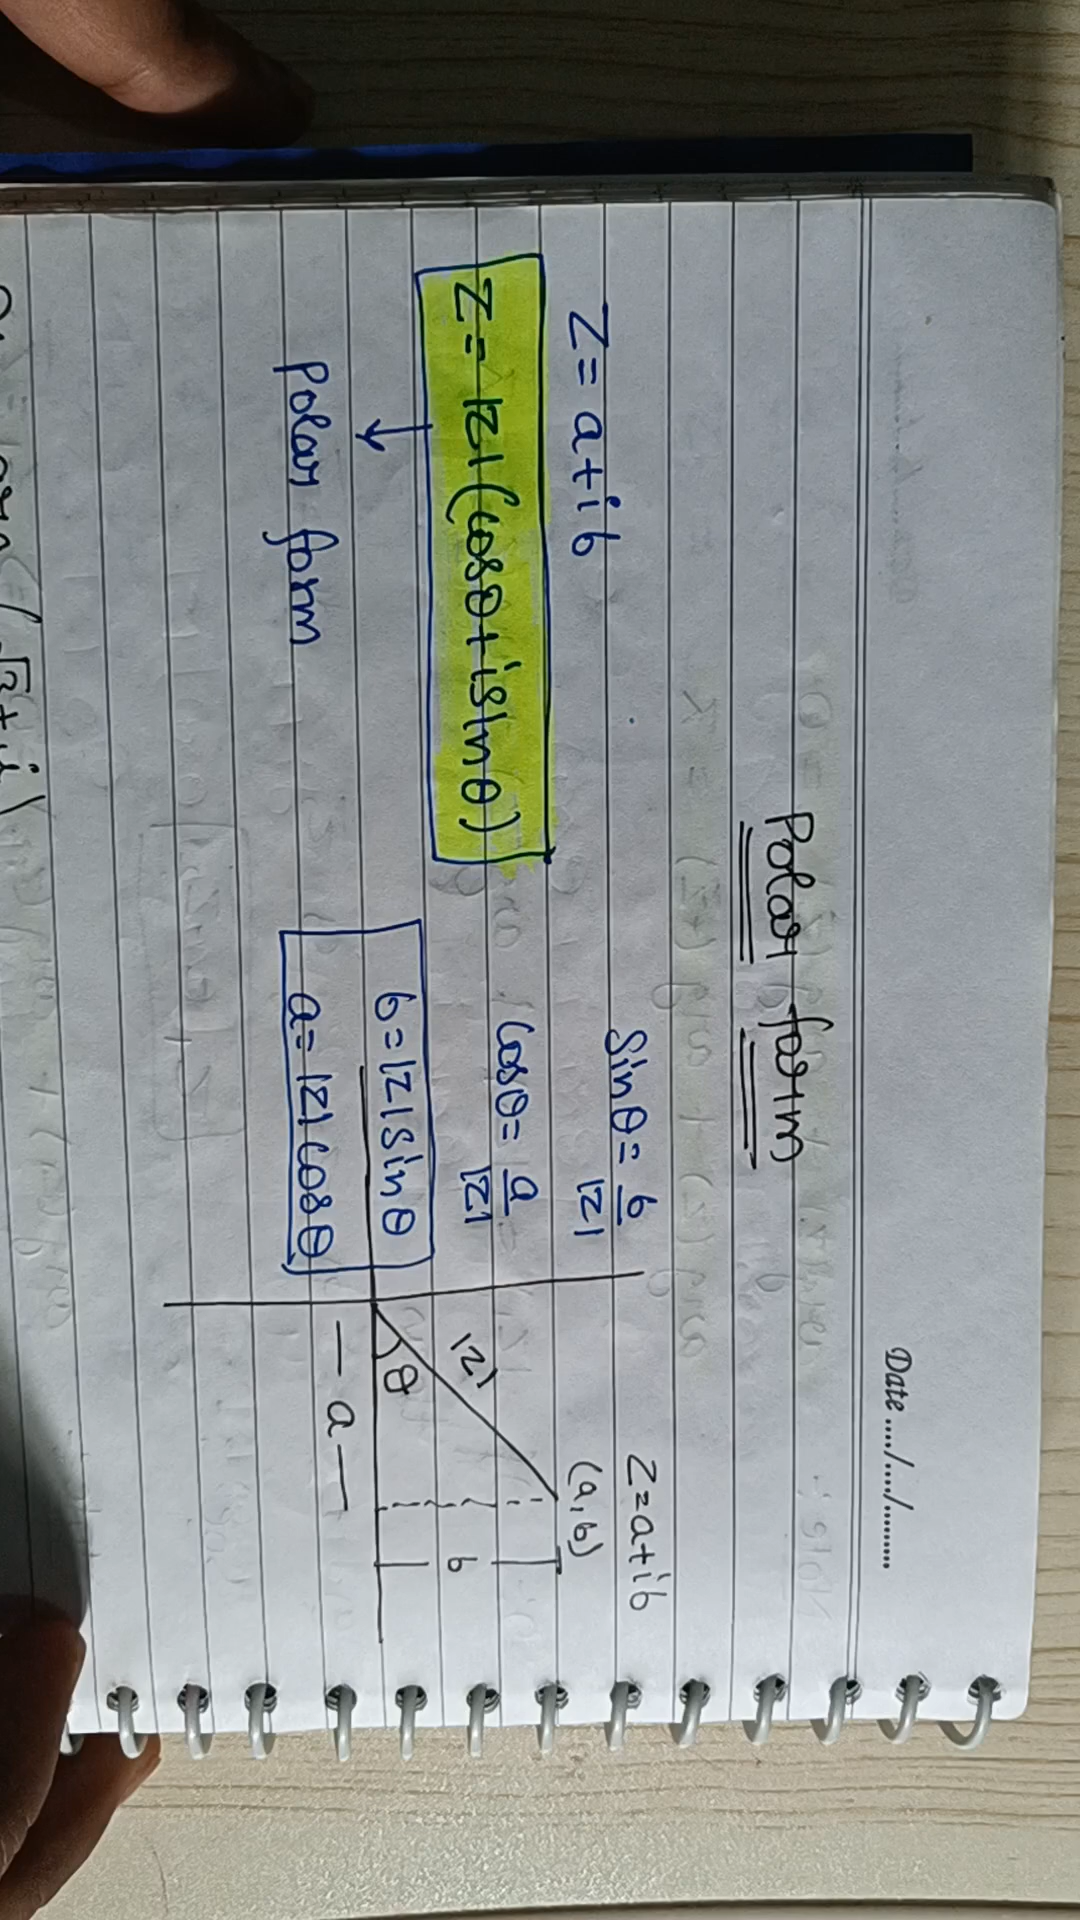 Date ..../..../.........
Polar form
Z = a+ib
Z = |z| (cosθ + isinθ)
Polar form
Sinθ = b/|z|
Cosθ = a/|z|
b = |z| sinθ
a = |z| cosθ
Z=a+ib
(a, b)
|z|
θ
b
a